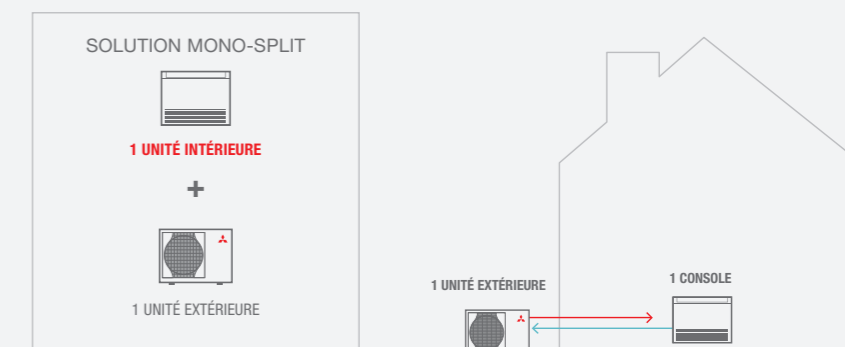 SOLUTION MONO-SPLIT
1 UNITÉ INTÉRIEURE
+
1 UNITÉ EXTÉRIEURE
1 UNITÉ EXTÉRIEURE
1 CONSOLE